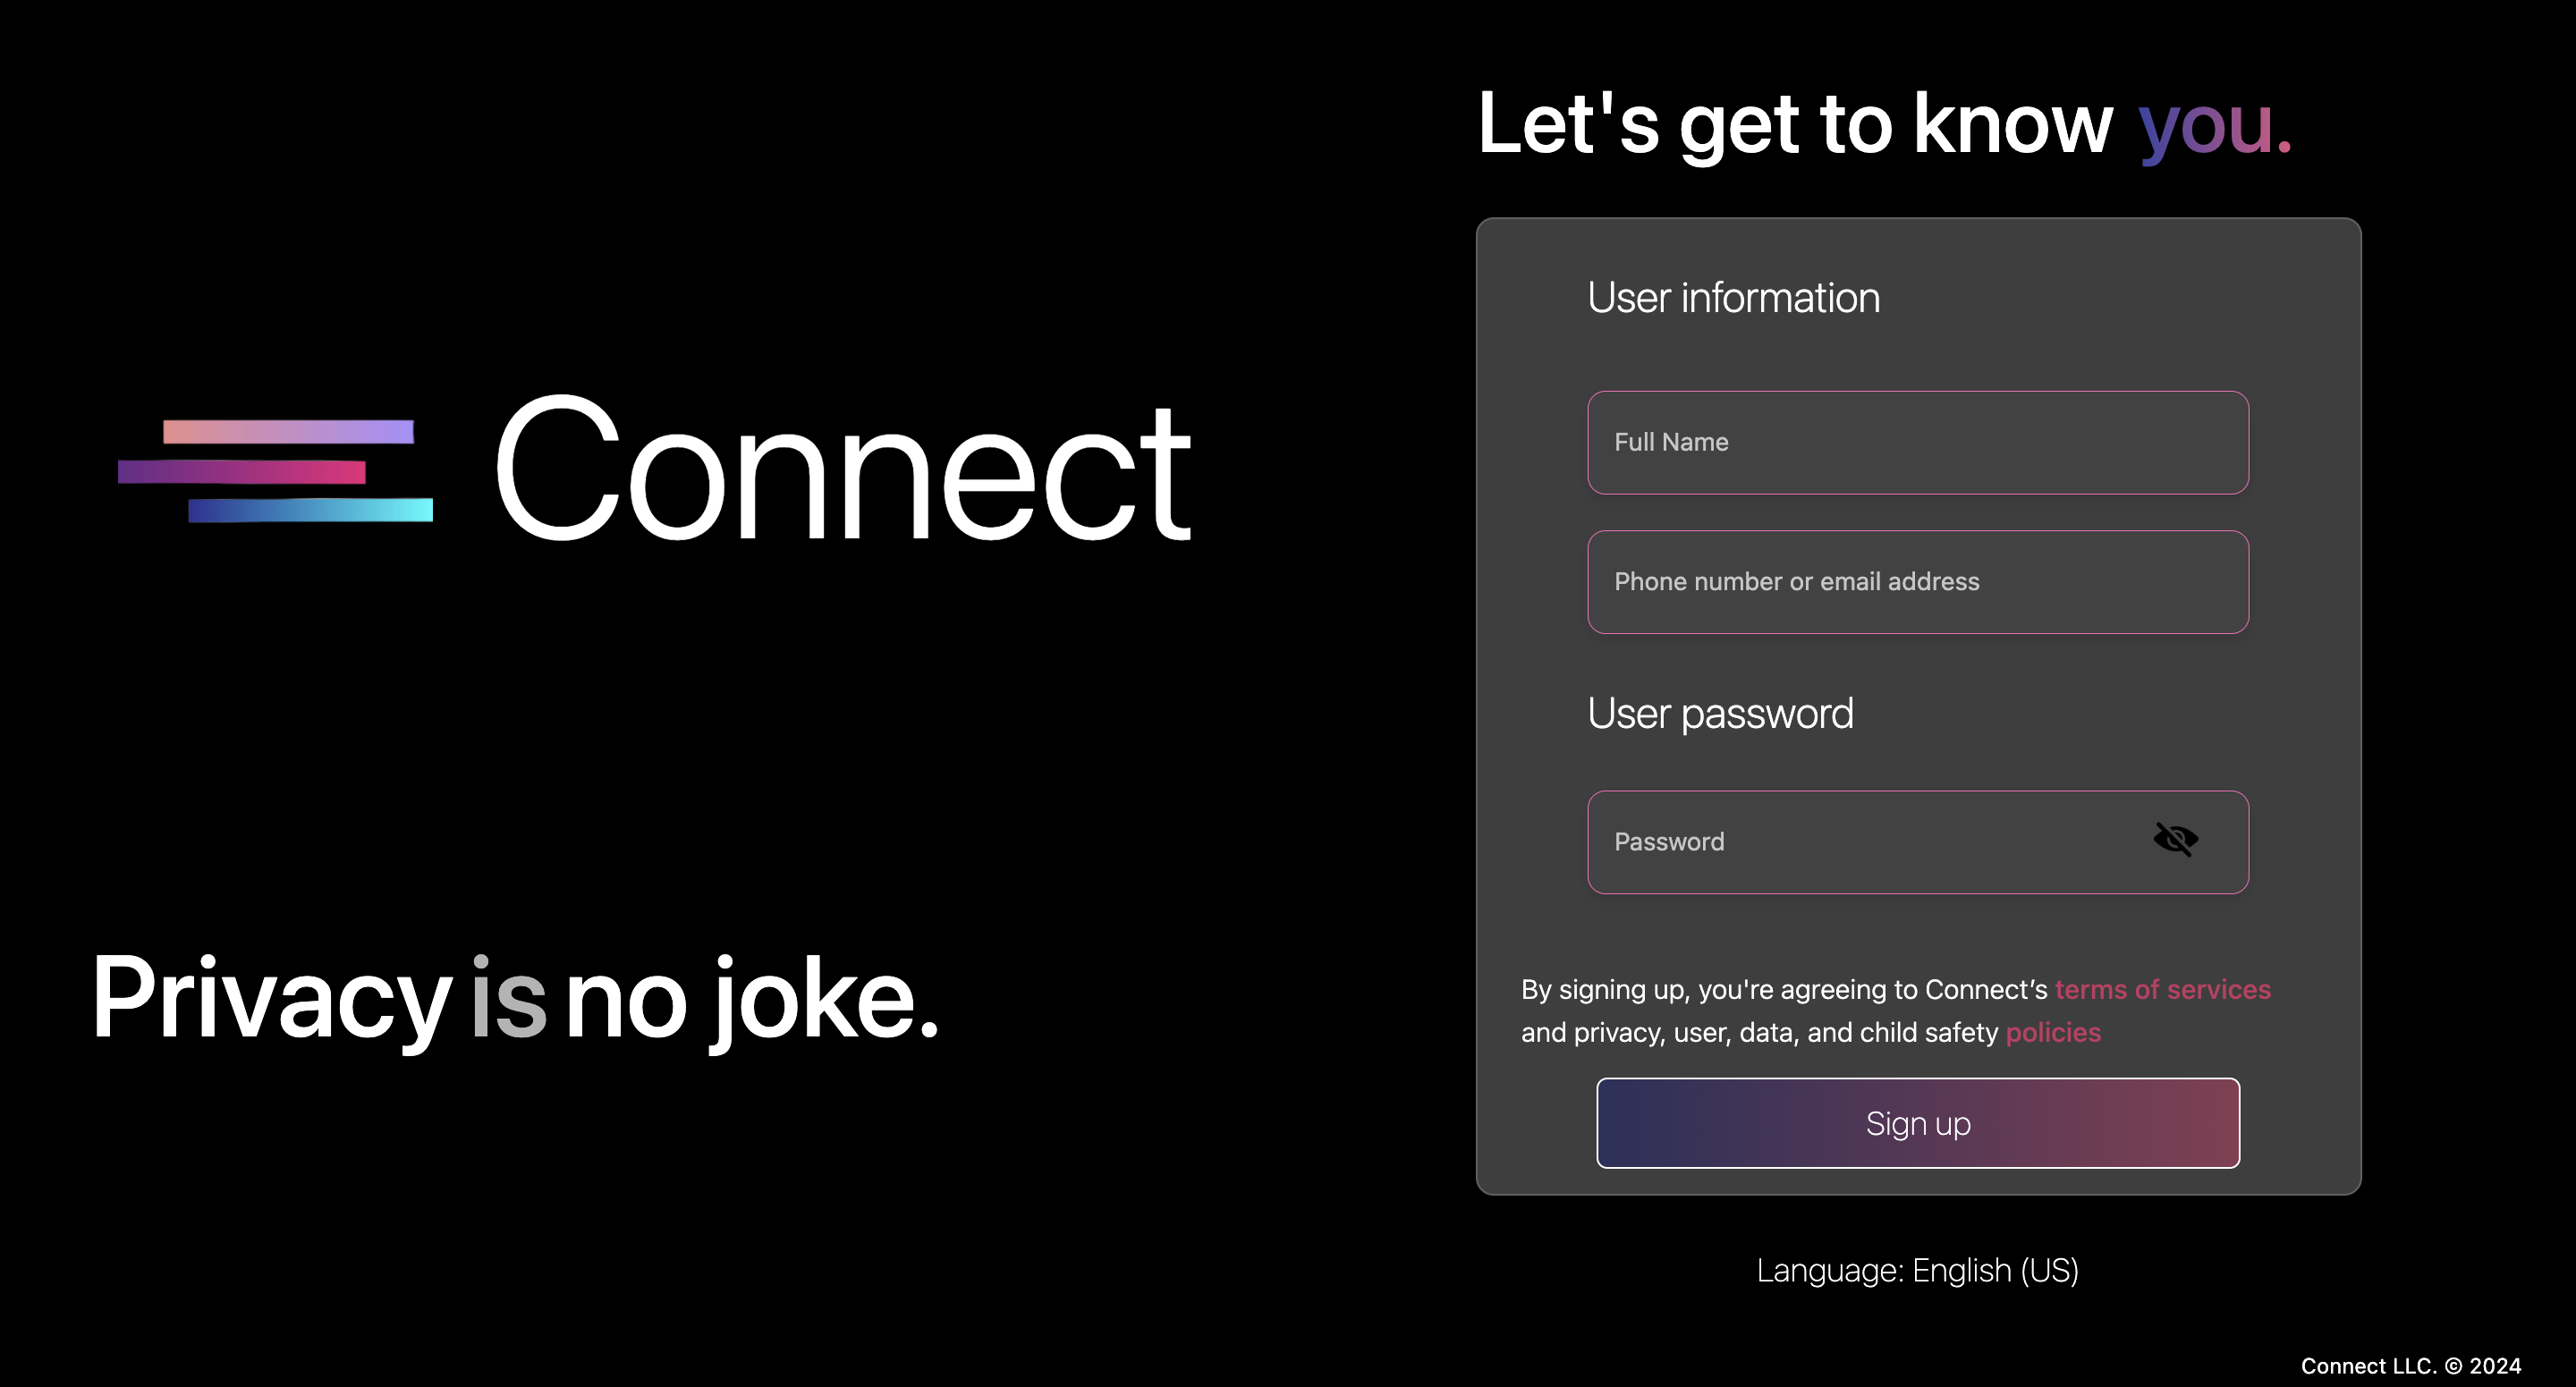 Connect
Privacy is no joke.
Let's get to know you.
User information
Full Name
Phone number or email address
User password
Password
By signing up, you're agreeing to Connect’s terms of services
and privacy, user, data, and child safety policies
Sign up
Language: English (US)
Connect LLC. © 2024